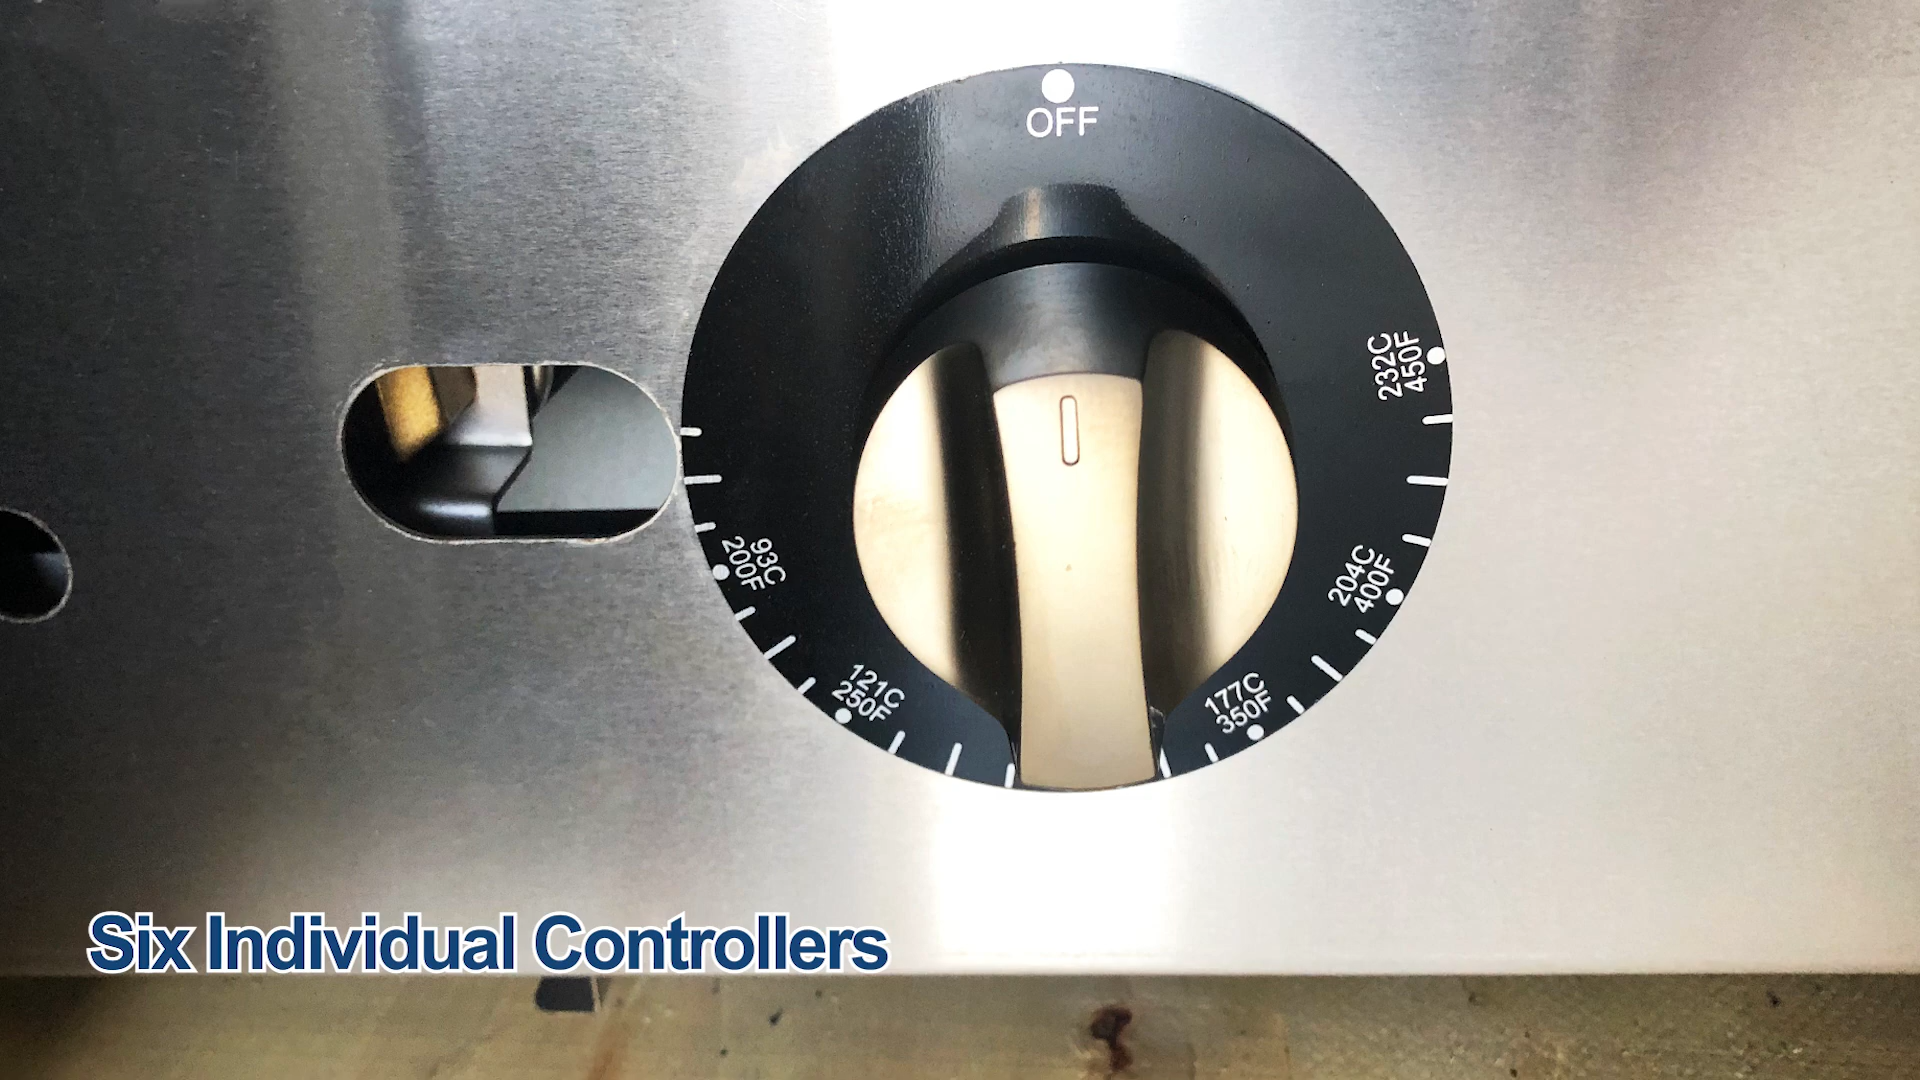 OFF
232C
450F
204C
400F
177C
350F
121C
250F
93C
200F
Six Individual Controllers